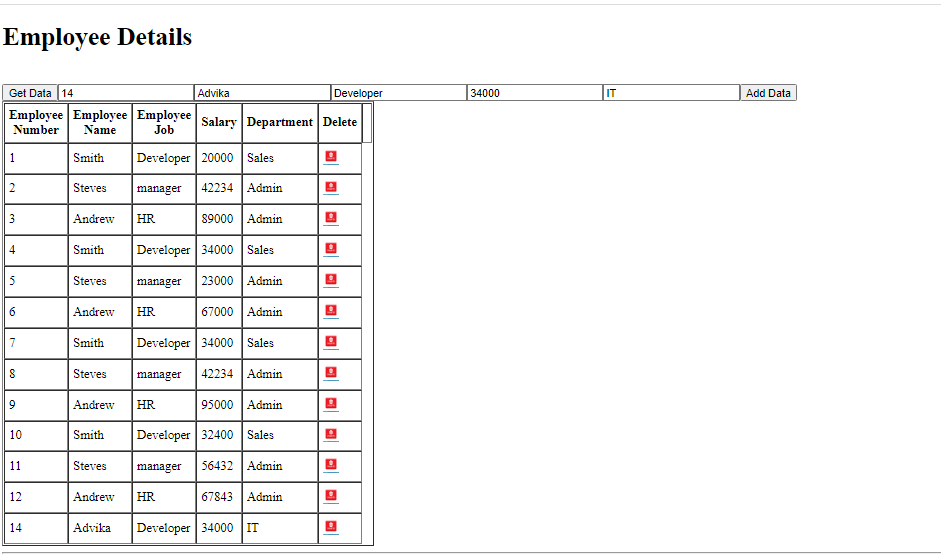 Employee Details
Get Data 14 Advika Developer 34000 IT Add Data
Employee Number Employee Name Employee Job Salary Department Delete
1 Smith Developer 20000 Sales
2 Steves manager 42234 Admin
3 Andrew HR 89000 Admin
4 Smith Developer 34000 Sales
5 Steves manager 23000 Admin
6 Andrew HR 67000 Admin
7 Smith Developer 34000 Sales
8 Steves manager 42234 Admin
9 Andrew HR 95000 Admin
10 Smith Developer 32400 Sales
11 Steves manager 56432 Admin
12 Andrew HR 67843 Admin
14 Advika Developer 34000 IT